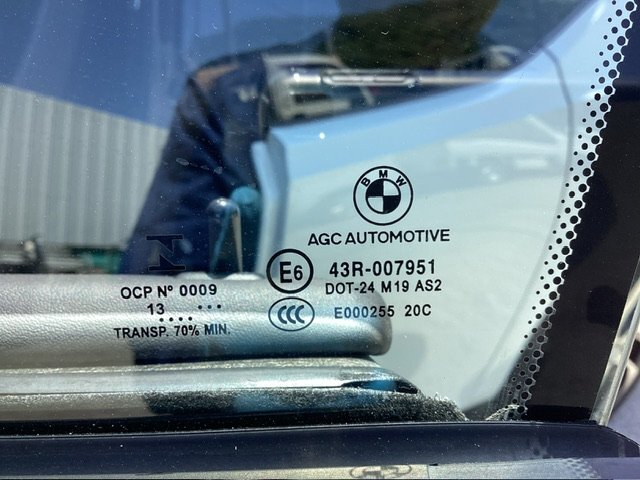 BMW
AGC AUTOMOTIVE
E6 43R-007951
DOT-24 M19 AS2
CCC E000255 20C
N
OCP Nº 0009
13 ...
....
TRANSP. 70% MIN.